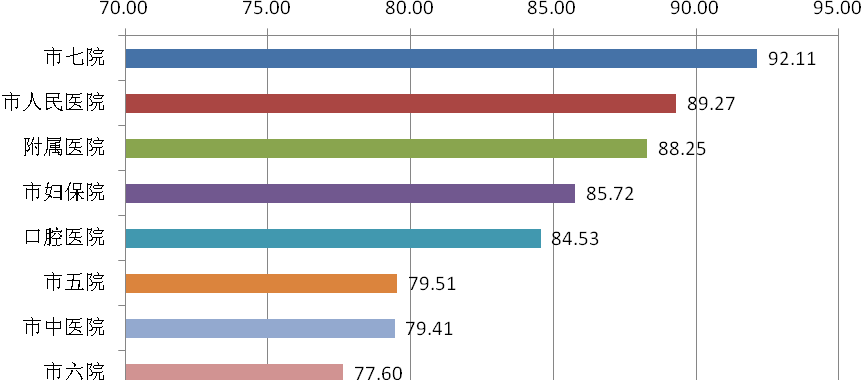 70.00 75.00 80.00 85.00 90.00 95.00
市七院 92.11
市人民医院 89.27
附属医院 88.25
市妇保院 85.72
口腔医院 84.53
市五院 79.51
市中医院 79.41
市六院 77.60